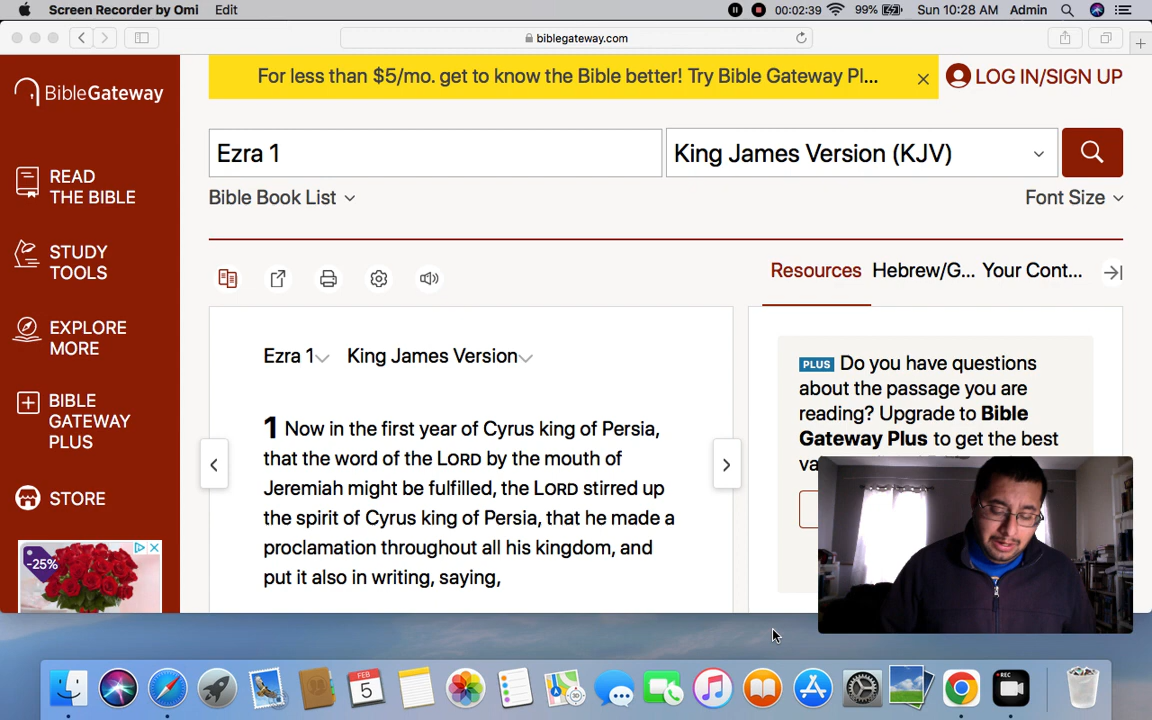 Screen Recorder by Omi Edit 00:02:39 99% Sun 10:28 AM Admin
biblegateway.com
For less than $5/mo. get to know the Bible better! Try Bible Gateway Pl...
LOG IN/SIGN UP
BibleGateway
Ezra 1
King James Version (KJV)
Bible Book List
Font Size
READ
THE BIBLE
STUDY
TOOLS
EXPLORE
MORE
BIBLE
GATEWAY
PLUS
STORE
-25%
Resources Hebrew/G... Your Cont...
Ezra 1 King James Version
1 Now in the first year of Cyrus king of Persia,
that the word of the LORD by the mouth of
Jeremiah might be fulfilled, the LORD stirred up
the spirit of Cyrus king of Persia, that he made a
proclamation throughout all his kingdom, and
put it also in writing, saying,
PLUS Do you have questions
about the passage you are
reading? Upgrade to Bible
Gateway Plus to get the best
FEB
5
REC